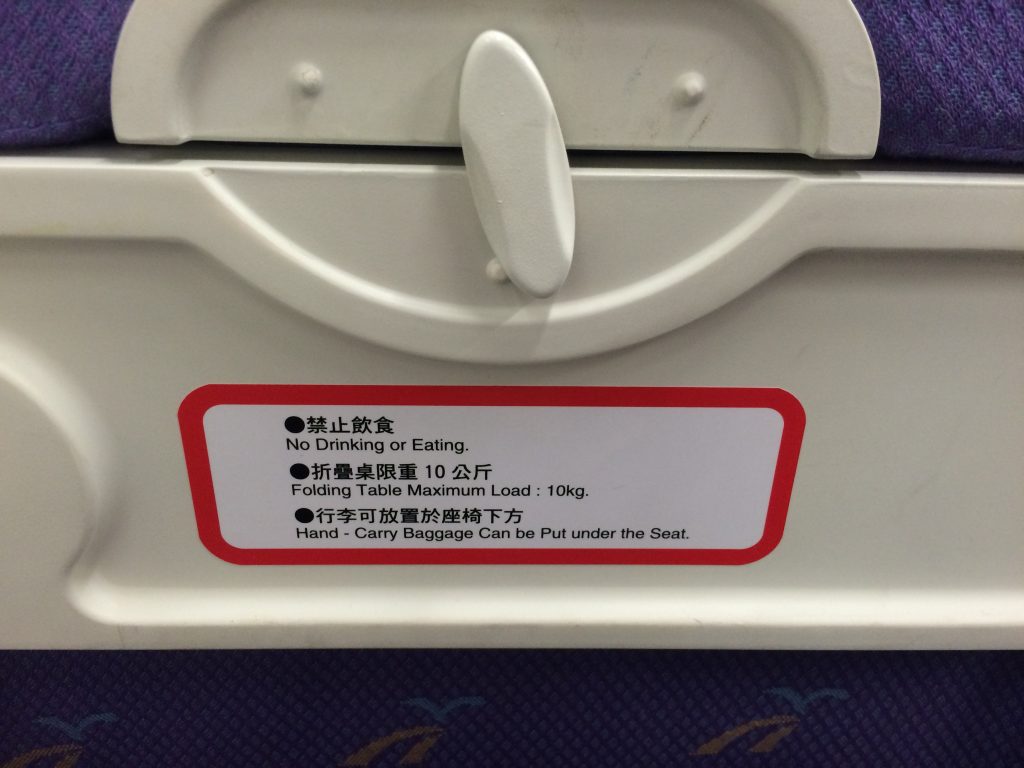 ●禁止飲食
No Drinking or Eating.
●折疊桌限重 10 公斤
Folding Table Maximum Load : 10kg.
●行李可放置於座椅下方
Hand - Carry Baggage Can be Put under the Seat.